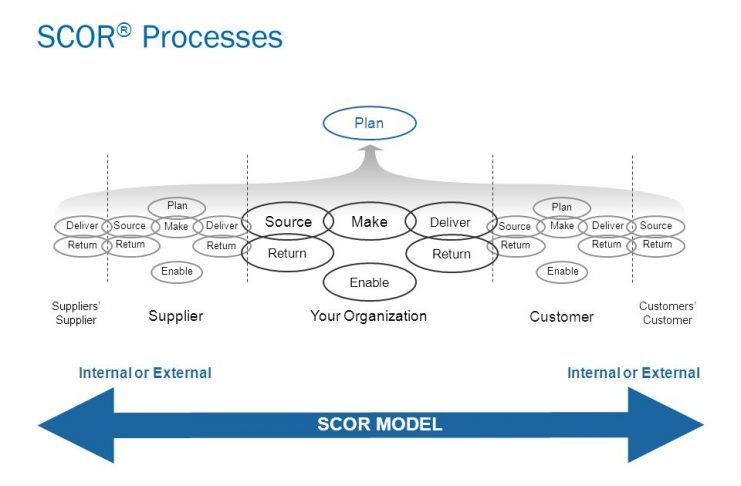 SCOR® Processes
Plan
Plan
Plan
Deliver
Source
Make
Deliver
Source
Make
Deliver
Source
Make
Deliver
Source
Return
Return
Return
Return
Return
Return
Return
Return
Enable
Enable
Enable
Suppliers'
Supplier
Supplier
Your Organization
Customer
Customers'
Customer
Internal or External
Internal or External
SCOR MODEL